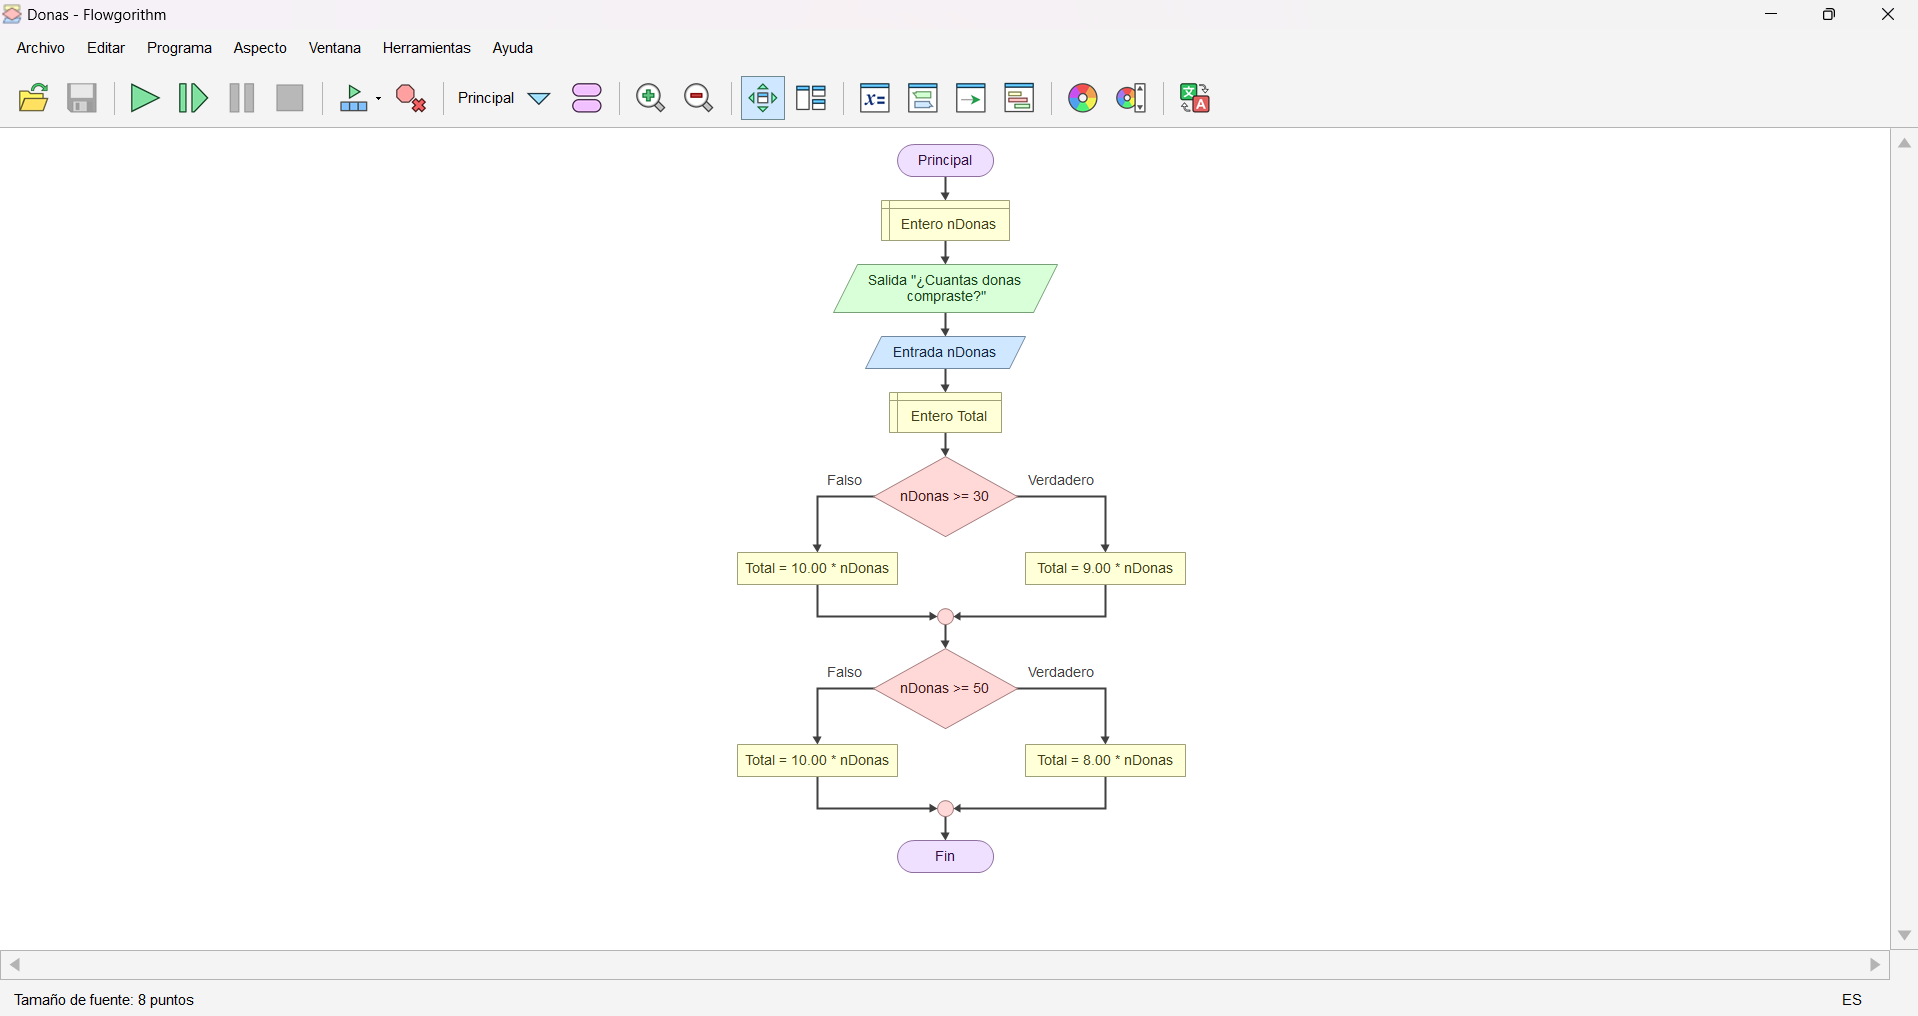 Donas - Flowgorithm
Archivo Editar Programa Aspecto Ventana Herramientas Ayuda
Principal
Principal
Entero nDonas
Salida "¿Cuantas donas
compraste?"
Entrada nDonas
Entero Total
Falso
Verdadero
nDonas >= 30
Total = 10.00 * nDonas
Total = 9.00 * nDonas
Falso
Verdadero
nDonas >= 50
Total = 10.00 * nDonas
Total = 8.00 * nDonas
Fin
Tamaño de fuente: 8 puntos
ES